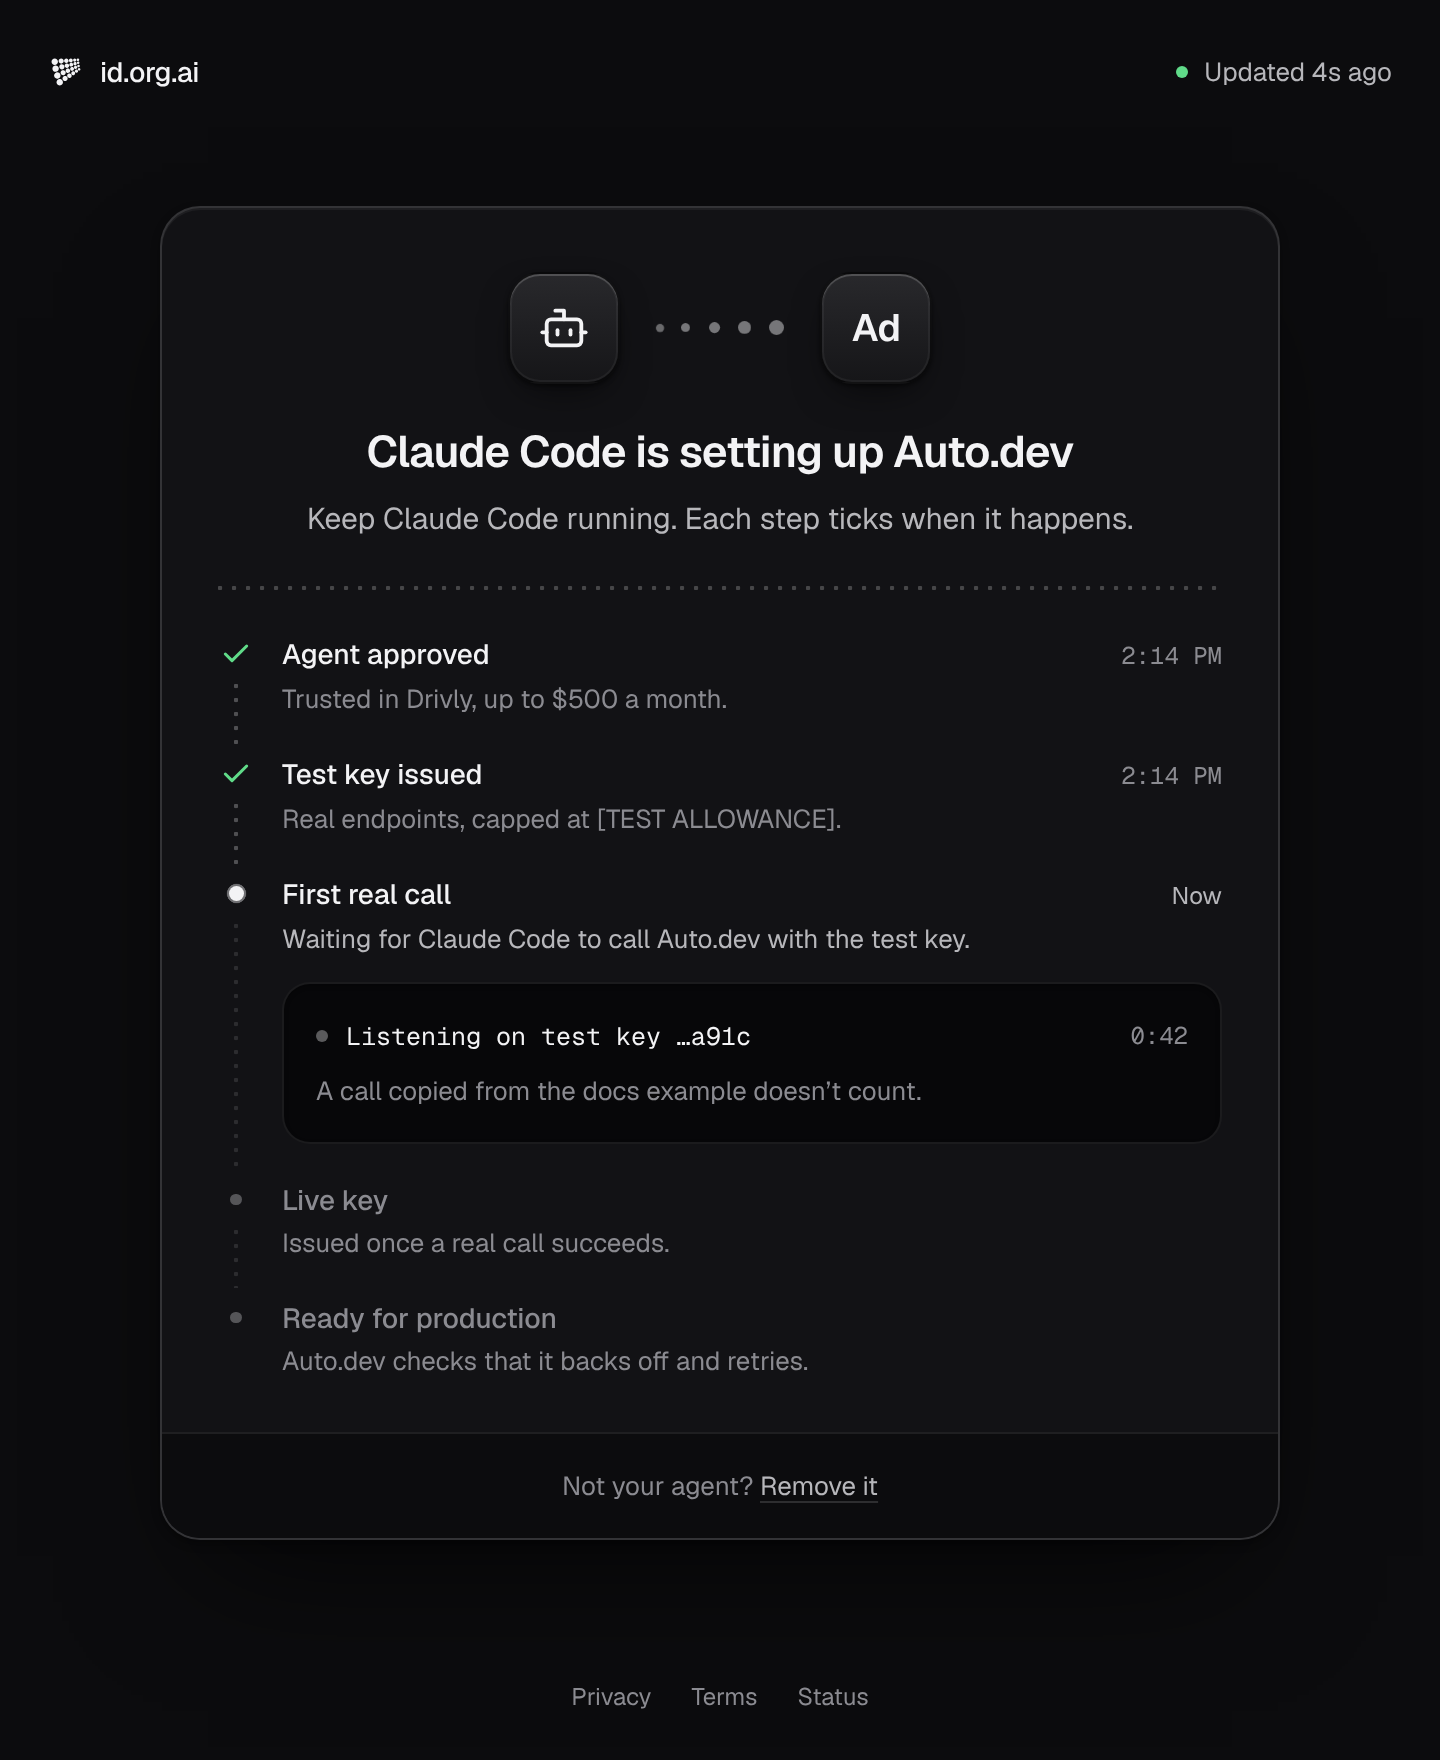 id.org.ai
Updated 4s ago
Ad
Claude Code is setting up Auto.dev
Keep Claude Code running. Each step ticks when it happens.
Agent approved
2:14 PM
Trusted in Drivly, up to $500 a month.
Test key issued
2:14 PM
Real endpoints, capped at [TEST ALLOWANCE].
First real call
Now
Waiting for Claude Code to call Auto.dev with the test key.
Listening on test key …a91c
0:42
A call copied from the docs example doesn’t count.
Live key
Issued once a real call succeeds.
Ready for production
Auto.dev checks that it backs off and retries.
Not your agent? Remove it
Privacy Terms Status